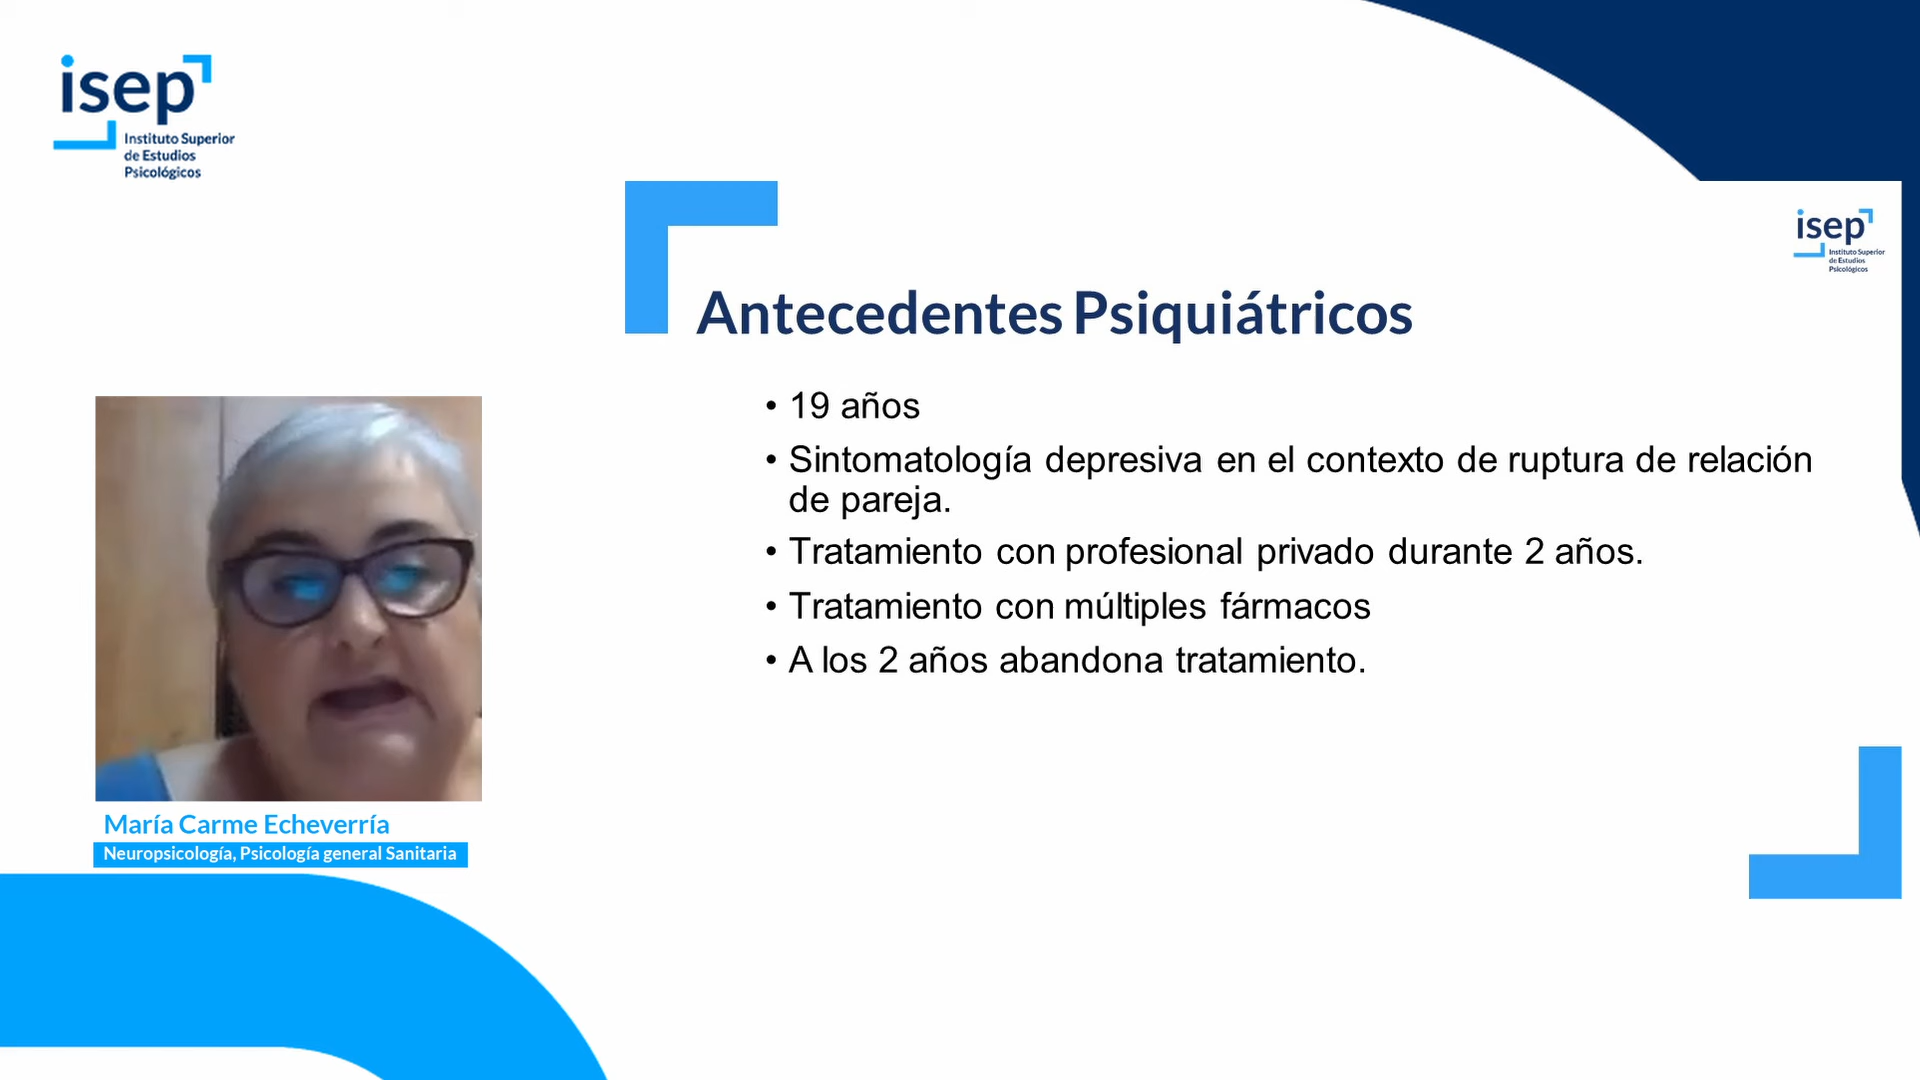 isep
Instituto Superior
de Estudios
Psicológicos
isep
Instituto Superior
de Estudios
Psicológicos
Antecedentes Psiquiátricos
• 19 años
• Sintomatología depresiva en el contexto de ruptura de relación
de pareja.
• Tratamiento con profesional privado durante 2 años.
• Tratamiento con múltiples fármacos
• A los 2 años abandona tratamiento.
María Carme Echeverría
Neuropsicología, Psicología general Sanitaria